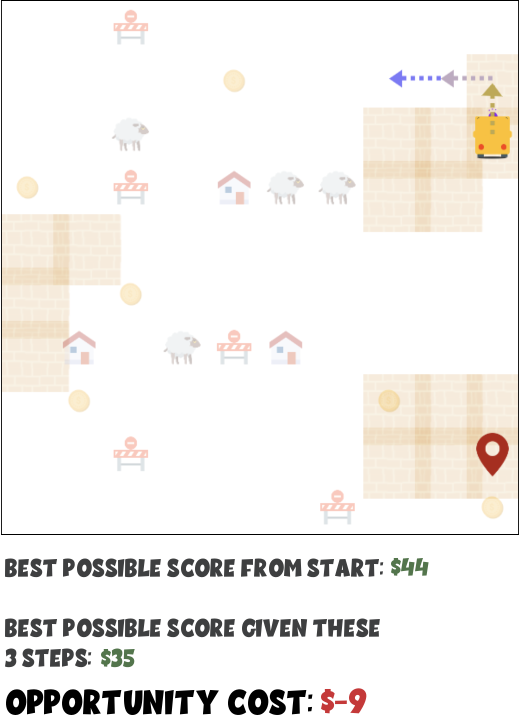 BEST POSSIBLE SCORE FROM START: $44
BEST POSSIBLE SCORE GIVEN THESE
3 STEPS: $35
OPPORTUNITY COST: $-9